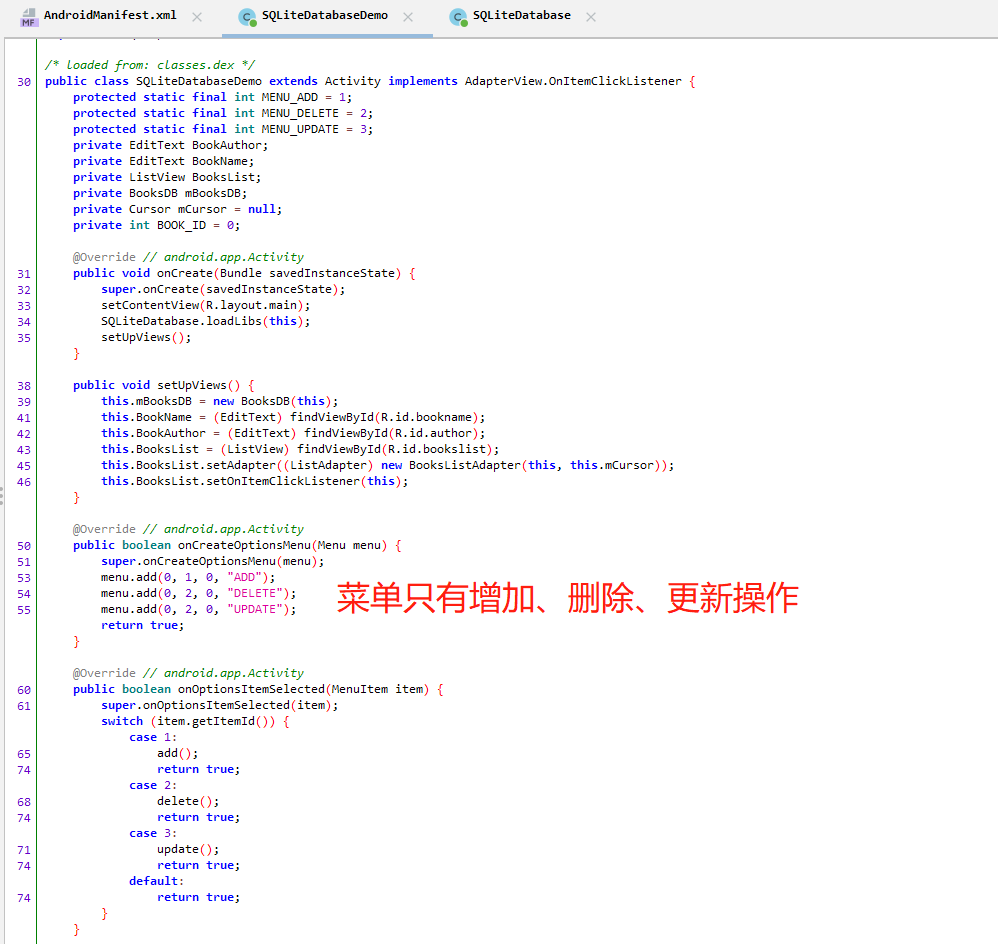 AndroidManifest.xml SQLiteDatabaseDemo SQLiteDatabase
/* loaded from: classes.dex */
30 public class SQLiteDatabaseDemo extends Activity implements AdapterView.OnItemClickListener {
protected static final int MENU_ADD = 1;
protected static final int MENU_DELETE = 2;
protected static final int MENU_UPDATE = 3;
private EditText BookAuthor;
private EditText BookName;
private ListView BooksList;
private BooksDB mBooksDB;
private Cursor mCursor = null;
private int BOOK_ID = 0;
@Override // android.app.Activity
31 public void onCreate(Bundle savedInstanceState) {
32 super.onCreate(savedInstanceState);
33 setContentView(R.layout.main);
34 SQLiteDatabase.loadLibs(this);
35 setUpViews();
}
38 public void setUpViews() {
39 this.mBooksDB = new BooksDB(this);
41 this.BookName = (EditText) findViewById(R.id.bookname);
42 this.BookAuthor = (EditText) findViewById(R.id.author);
43 this.BooksList = (ListView) findViewById(R.id.bookslist);
45 this.BooksList.setAdapter((ListAdapter) new BooksListAdapter(this, this.mCursor));
46 this.BooksList.setOnItemClickListener(this);
}
@Override // android.app.Activity
50 public boolean onCreateOptionsMenu(Menu menu) {
51 super.onCreateOptionsMenu(menu);
53 menu.add(0, 1, 0, "ADD");
54 menu.add(0, 2, 0, "DELETE");
55 menu.add(0, 2, 0, "UPDATE");
菜单只有增加、删除、更新操作
return true;
}
@Override // android.app.Activity
60 public boolean onOptionsItemSelected(MenuItem item) {
61 super.onOptionsItemSelected(item);
switch (item.getItemId()) {
case 1:
65 add();
74 return true;
case 2:
68 delete();
74 return true;
case 3:
71 update();
74 return true;
default:
74 return true;
}
}